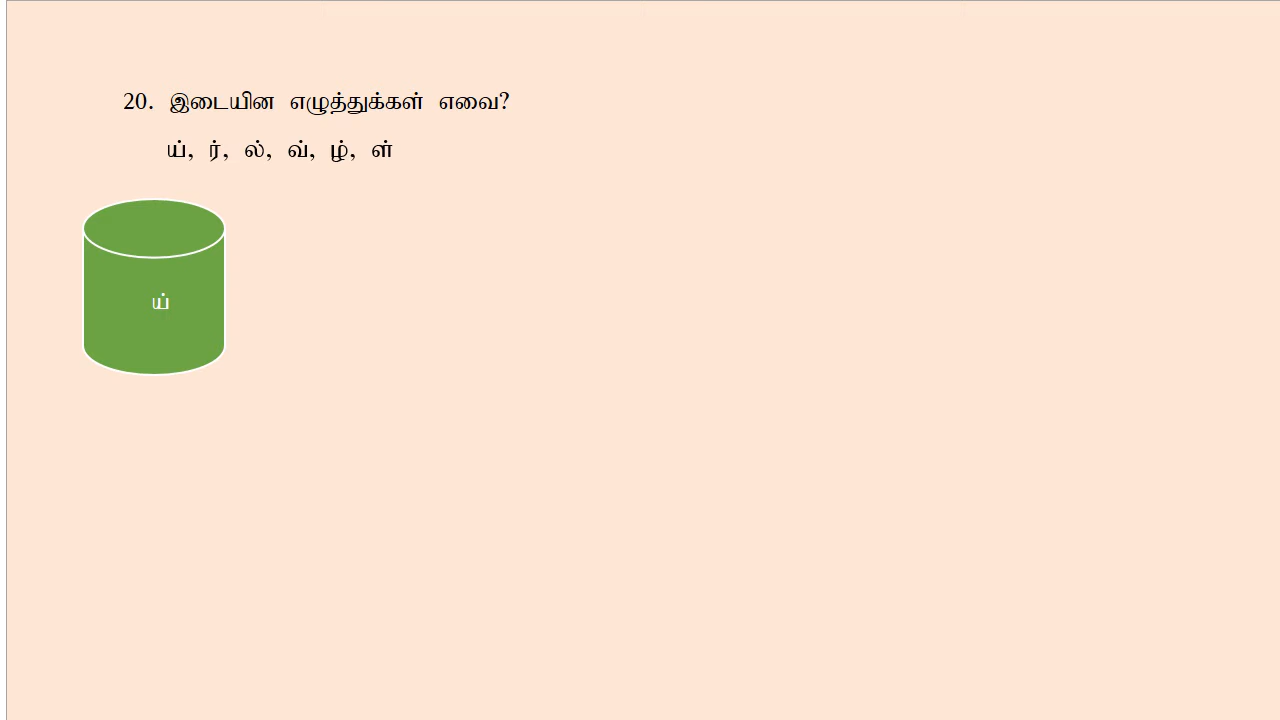 20. இடையின எழுத்துக்கள் எவை?
ய், ர், ல், வ், ழ், ள்
ய்